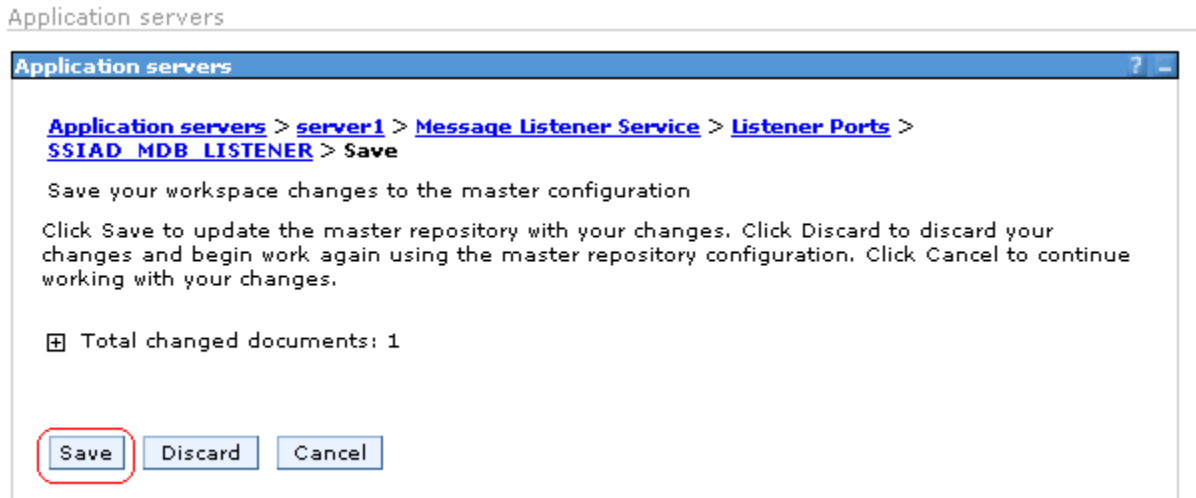 Application servers
Application servers ? –
Application servers > server1 > Message Listener Service > Listener Ports >
SSIAD_MDB_LISTENER > Save
Save your workspace changes to the master configuration
Click Save to update the master repository with your changes. Click Discard to discard your
changes and begin work again using the master repository configuration. Click Cancel to continue
working with your changes.
Total changed documents: 1
Save Discard Cancel